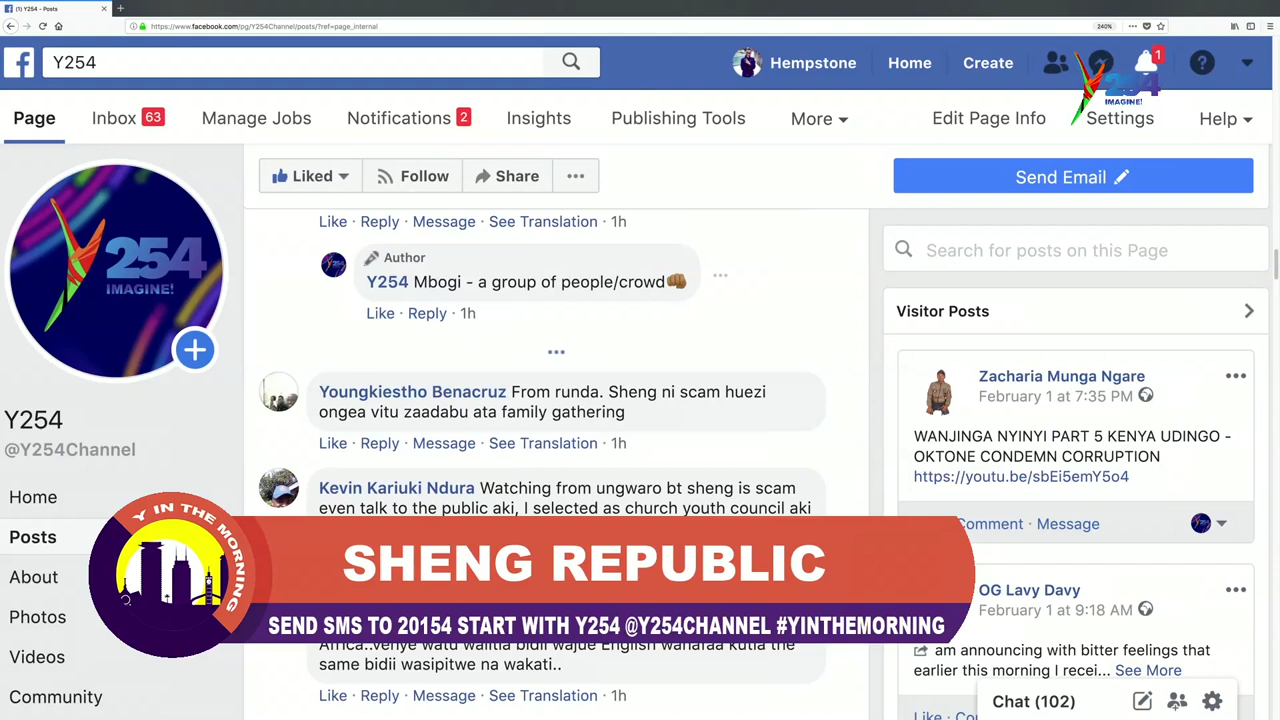 (1) Y254 - Posts
https://www.facebook.com/pg/Y254Channel/posts/?ref=page_internal
240%
Y254
Hempstone
Home
Create
1
Y254
IMAGINE!
Page
Inbox 63
Manage Jobs
Notifications 2
Insights
Publishing Tools
More
Edit Page Info
Settings
Help
Liked
Follow
Share
Send Email
Y254
IMAGINE!
Y254
@Y254Channel
Home
Posts
About
Photos
Videos
Community
Like · Reply · Message · See Translation · 1h
Author
Y254 Mbogi - a group of people/crowd👊🏾
Like · Reply · 1h
Youngkiestho Benacruz From runda. Sheng ni scam huezi
ongea vitu zaadabu ata family gathering
Like · Reply · Message · See Translation · 1h
Kevin Kariuki Ndura Watching from ungwaro bt sheng is scam
even talk to the public aki, I selected as church youth council aki
Africa..venye watu walitia bidii wajue English wanafaa kutia the
same bidii wasipitwe na wakati..
Like · Reply · Message · See Translation · 1h
Search for posts on this Page
Visitor Posts
Zacharia Munga Ngare
February 1 at 7:35 PM
WANJINGA NYINYI PART 5 KENYA UDINGO -
OKTONE CONDEMN CORRUPTION
https://youtu.be/sbEi5emY5o4
Comment · Message
OG Lavy Davy
February 1 at 9:18 AM
am announcing with bitter feelings that
earlier this morning I recei... See More
Chat (102)
Y IN THE MORNING
SHENG REPUBLIC
SEND SMS TO 20154 START WITH Y254 @Y254CHANNEL #YINTHEMORNING